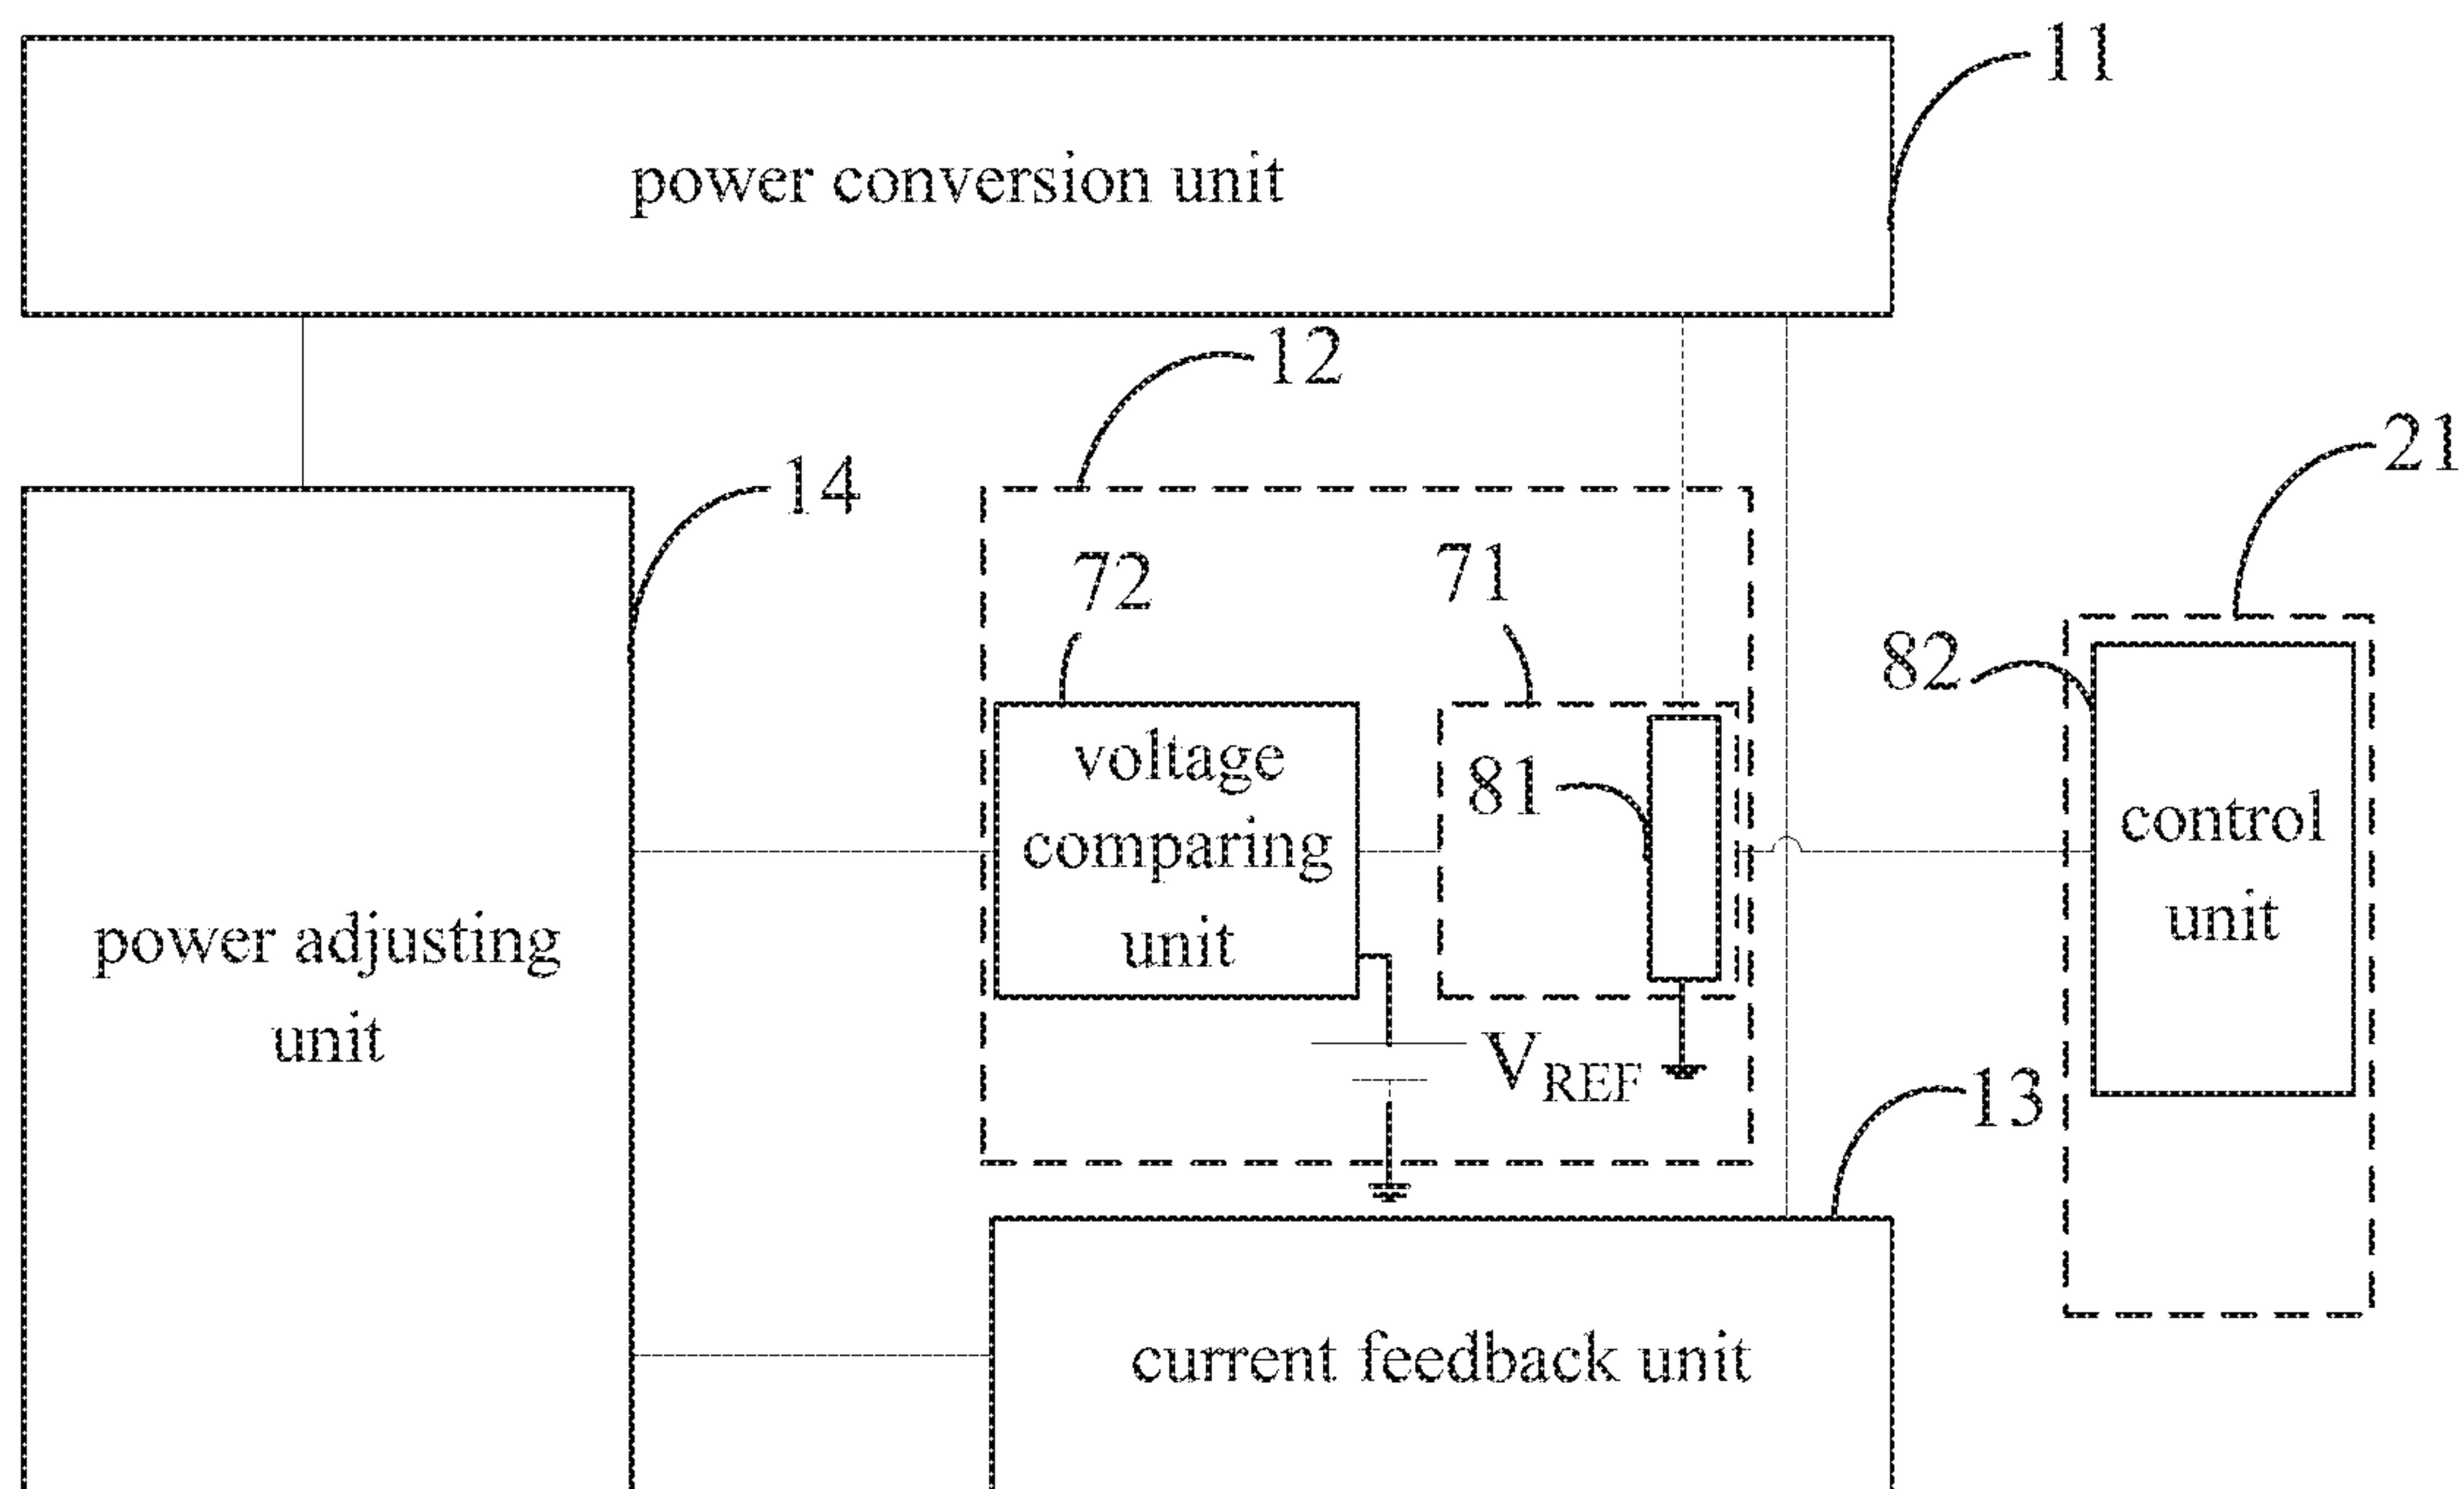 11
power conversion unit
12
21
14
72
71
82
voltage
comparing
unit
81
control
unit
power adjusting
unit
VREF
13
current feedback unit